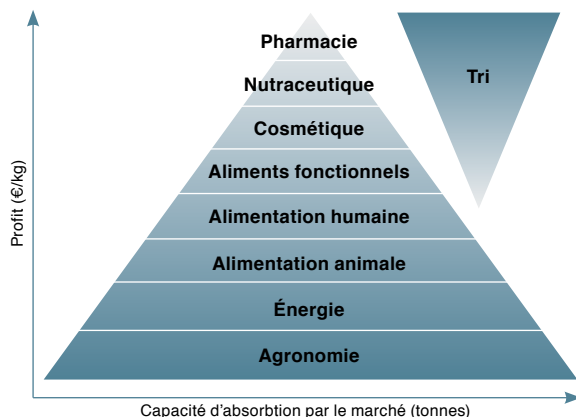 Pharmacie
Nutraceutique
Cosmétique
Aliments fonctionnels
Alimentation humaine
Alimentation animale
Énergie
Agronomie
Tri
Profit (€/kg)
Capacité d'absorbtion par le marché (tonnes)